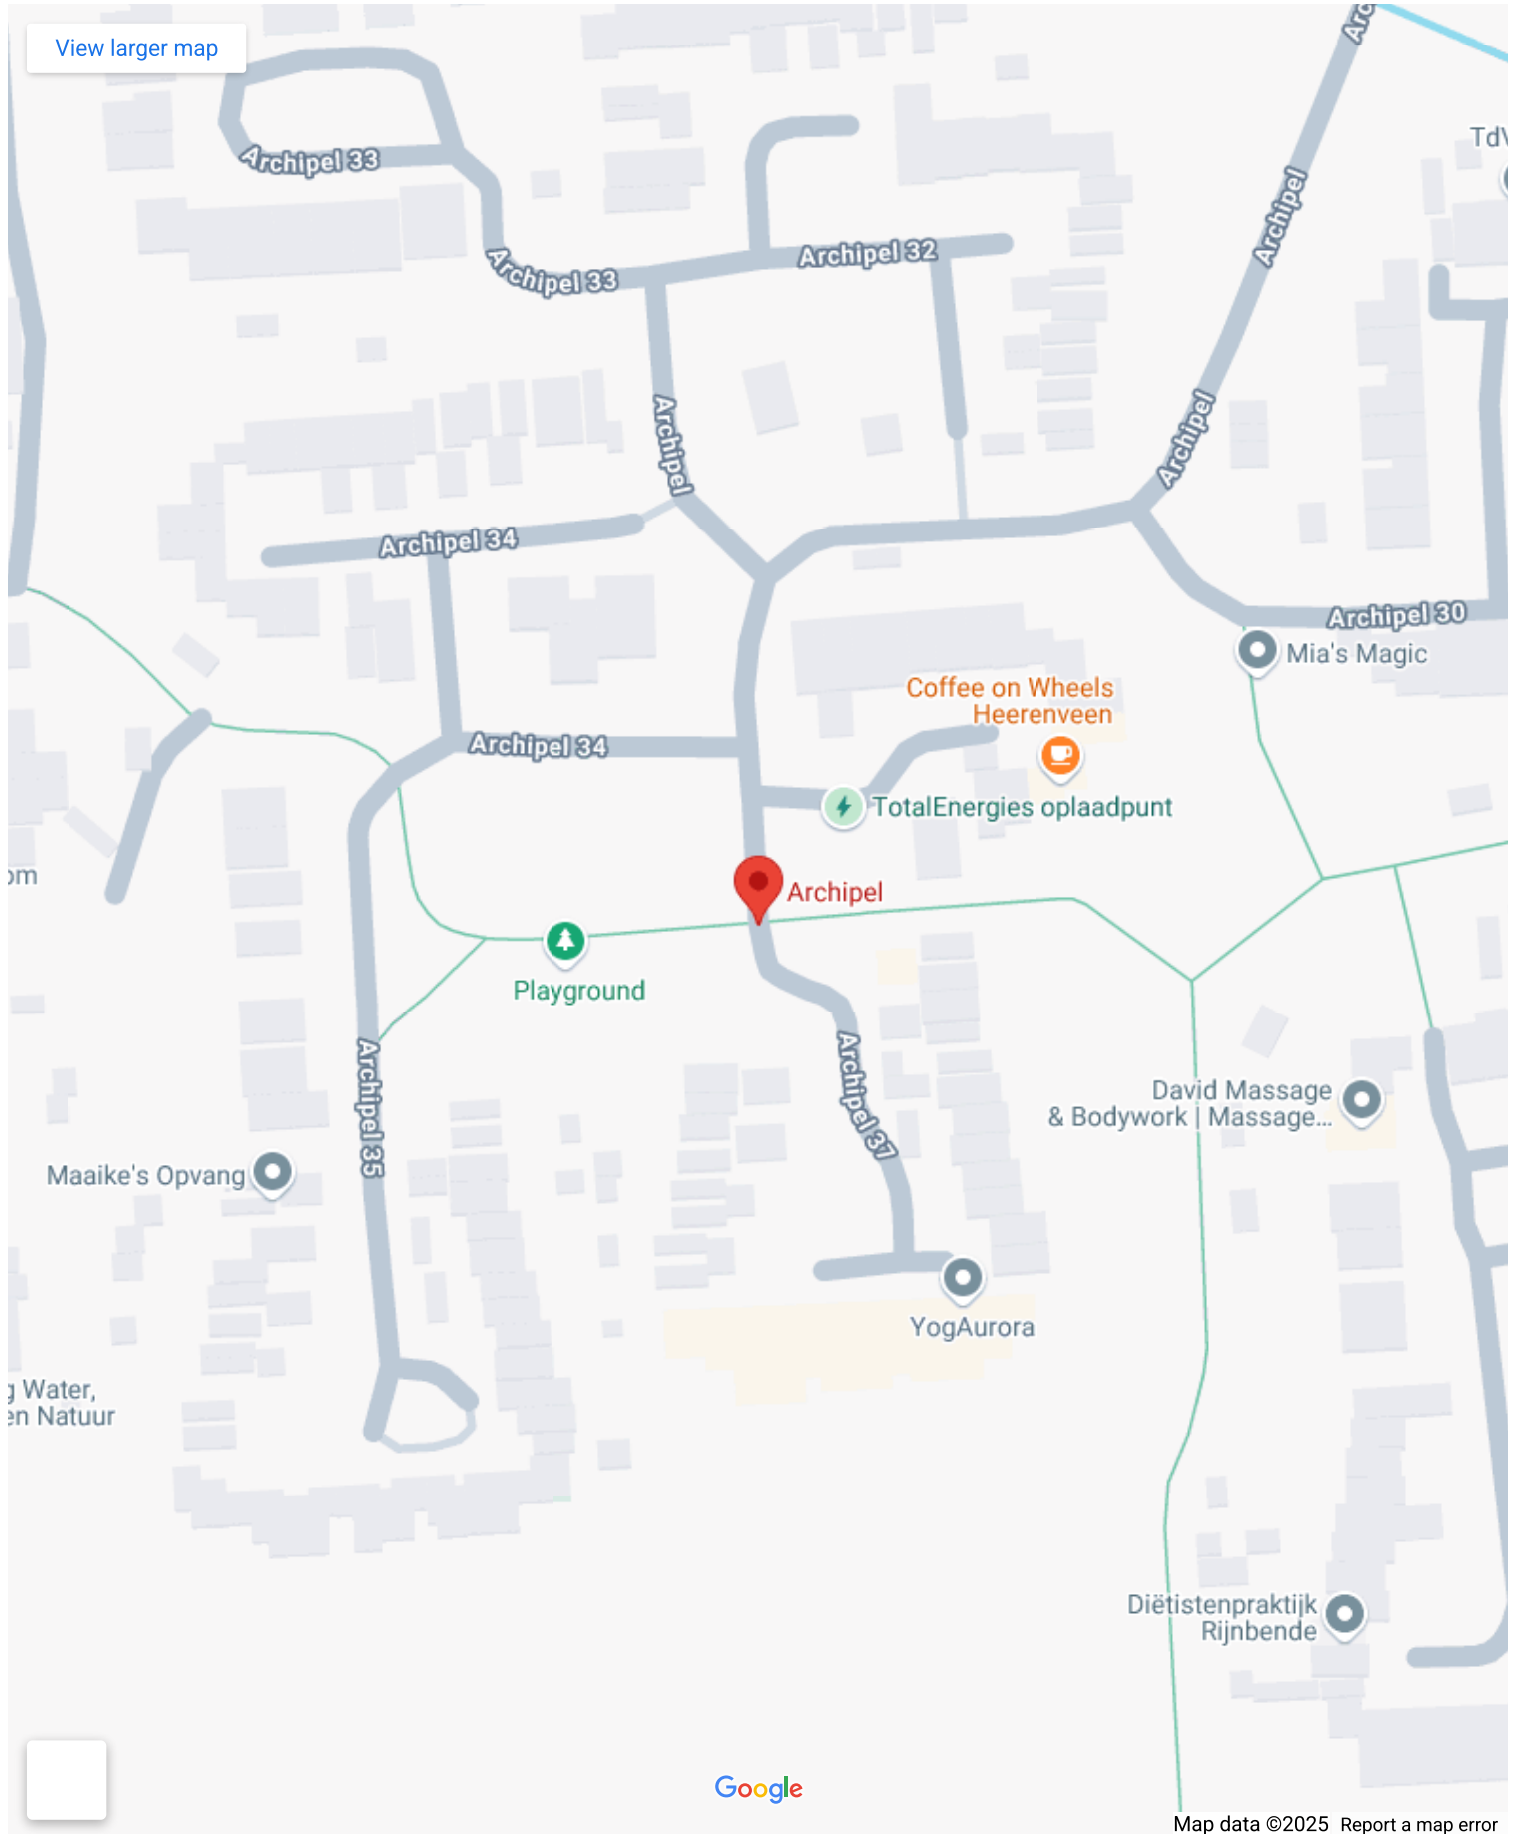 View larger map
Arc
TdV
Archipel 33
Archipel
Archipel 32
Archipel 33
Archipel
Archipel
Archipel 34
Archipel 30
Mia's Magic
Coffee on Wheels
Heerenveen
Archipel 34
TotalEnergies oplaadpunt
om
Archipel
Playground
Archipel 35
Archipel 37
David Massage
& Bodywork | Massage...
Maaike's Opvang
YogAurora
g Water,
en Natuur
Diëtistenpraktijk
Rijnbende
Google
Map data ©2025 Report a map error